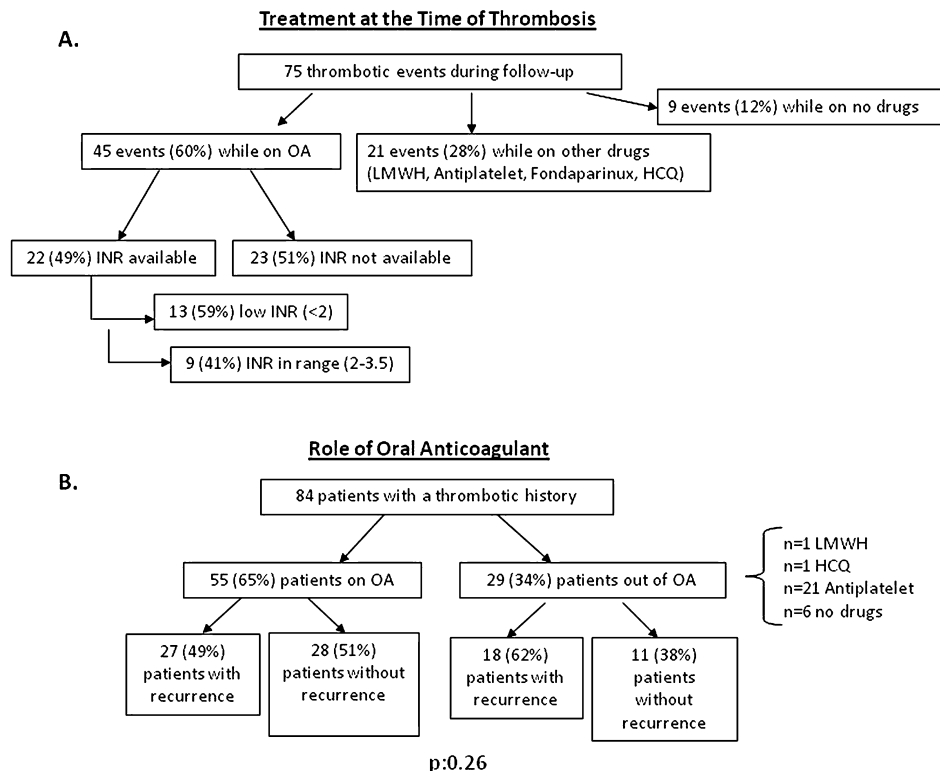 Treatment at the Time of Thrombosis
A.
75 thrombotic events during follow-up
9 events (12%) while on no drugs
45 events (60%) while on OA
21 events (28%) while on other drugs
(LMWH, Antiplatelet, Fondaparinux, HCQ)
22 (49%) INR available
23 (51%) INR not available
13 (59%) low INR (<2)
9 (41%) INR in range (2-3.5)
Role of Oral Anticoagulant
B.
84 patients with a thrombotic history
55 (65%) patients on OA
29 (34%) patients out of OA
n=1 LMWH
n=1 HCQ
n=21 Antiplatelet
n=6 no drugs
27 (49%)
patients with
recurrence
28 (51%)
patients without
recurrence
18 (62%)
patients with
recurrence
11 (38%)
patients
without
recurrence
p:0.26